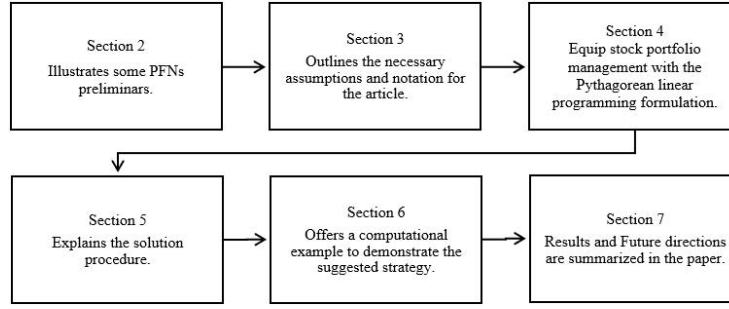 Section 2
Illustrates some PFNs
preliminars.
Section 3
Outlines the necessary
assumptions and notation for
the article.
Section 4
Equip stock portfolio
management with the
Pythagorean linear
programming formulation.
Section 5
Explains the solution
procedure.
Section 6
Offers a computational
example to demonstrate the
suggested strategy.
Section 7
Results and Future directions
are summarized in the paper.